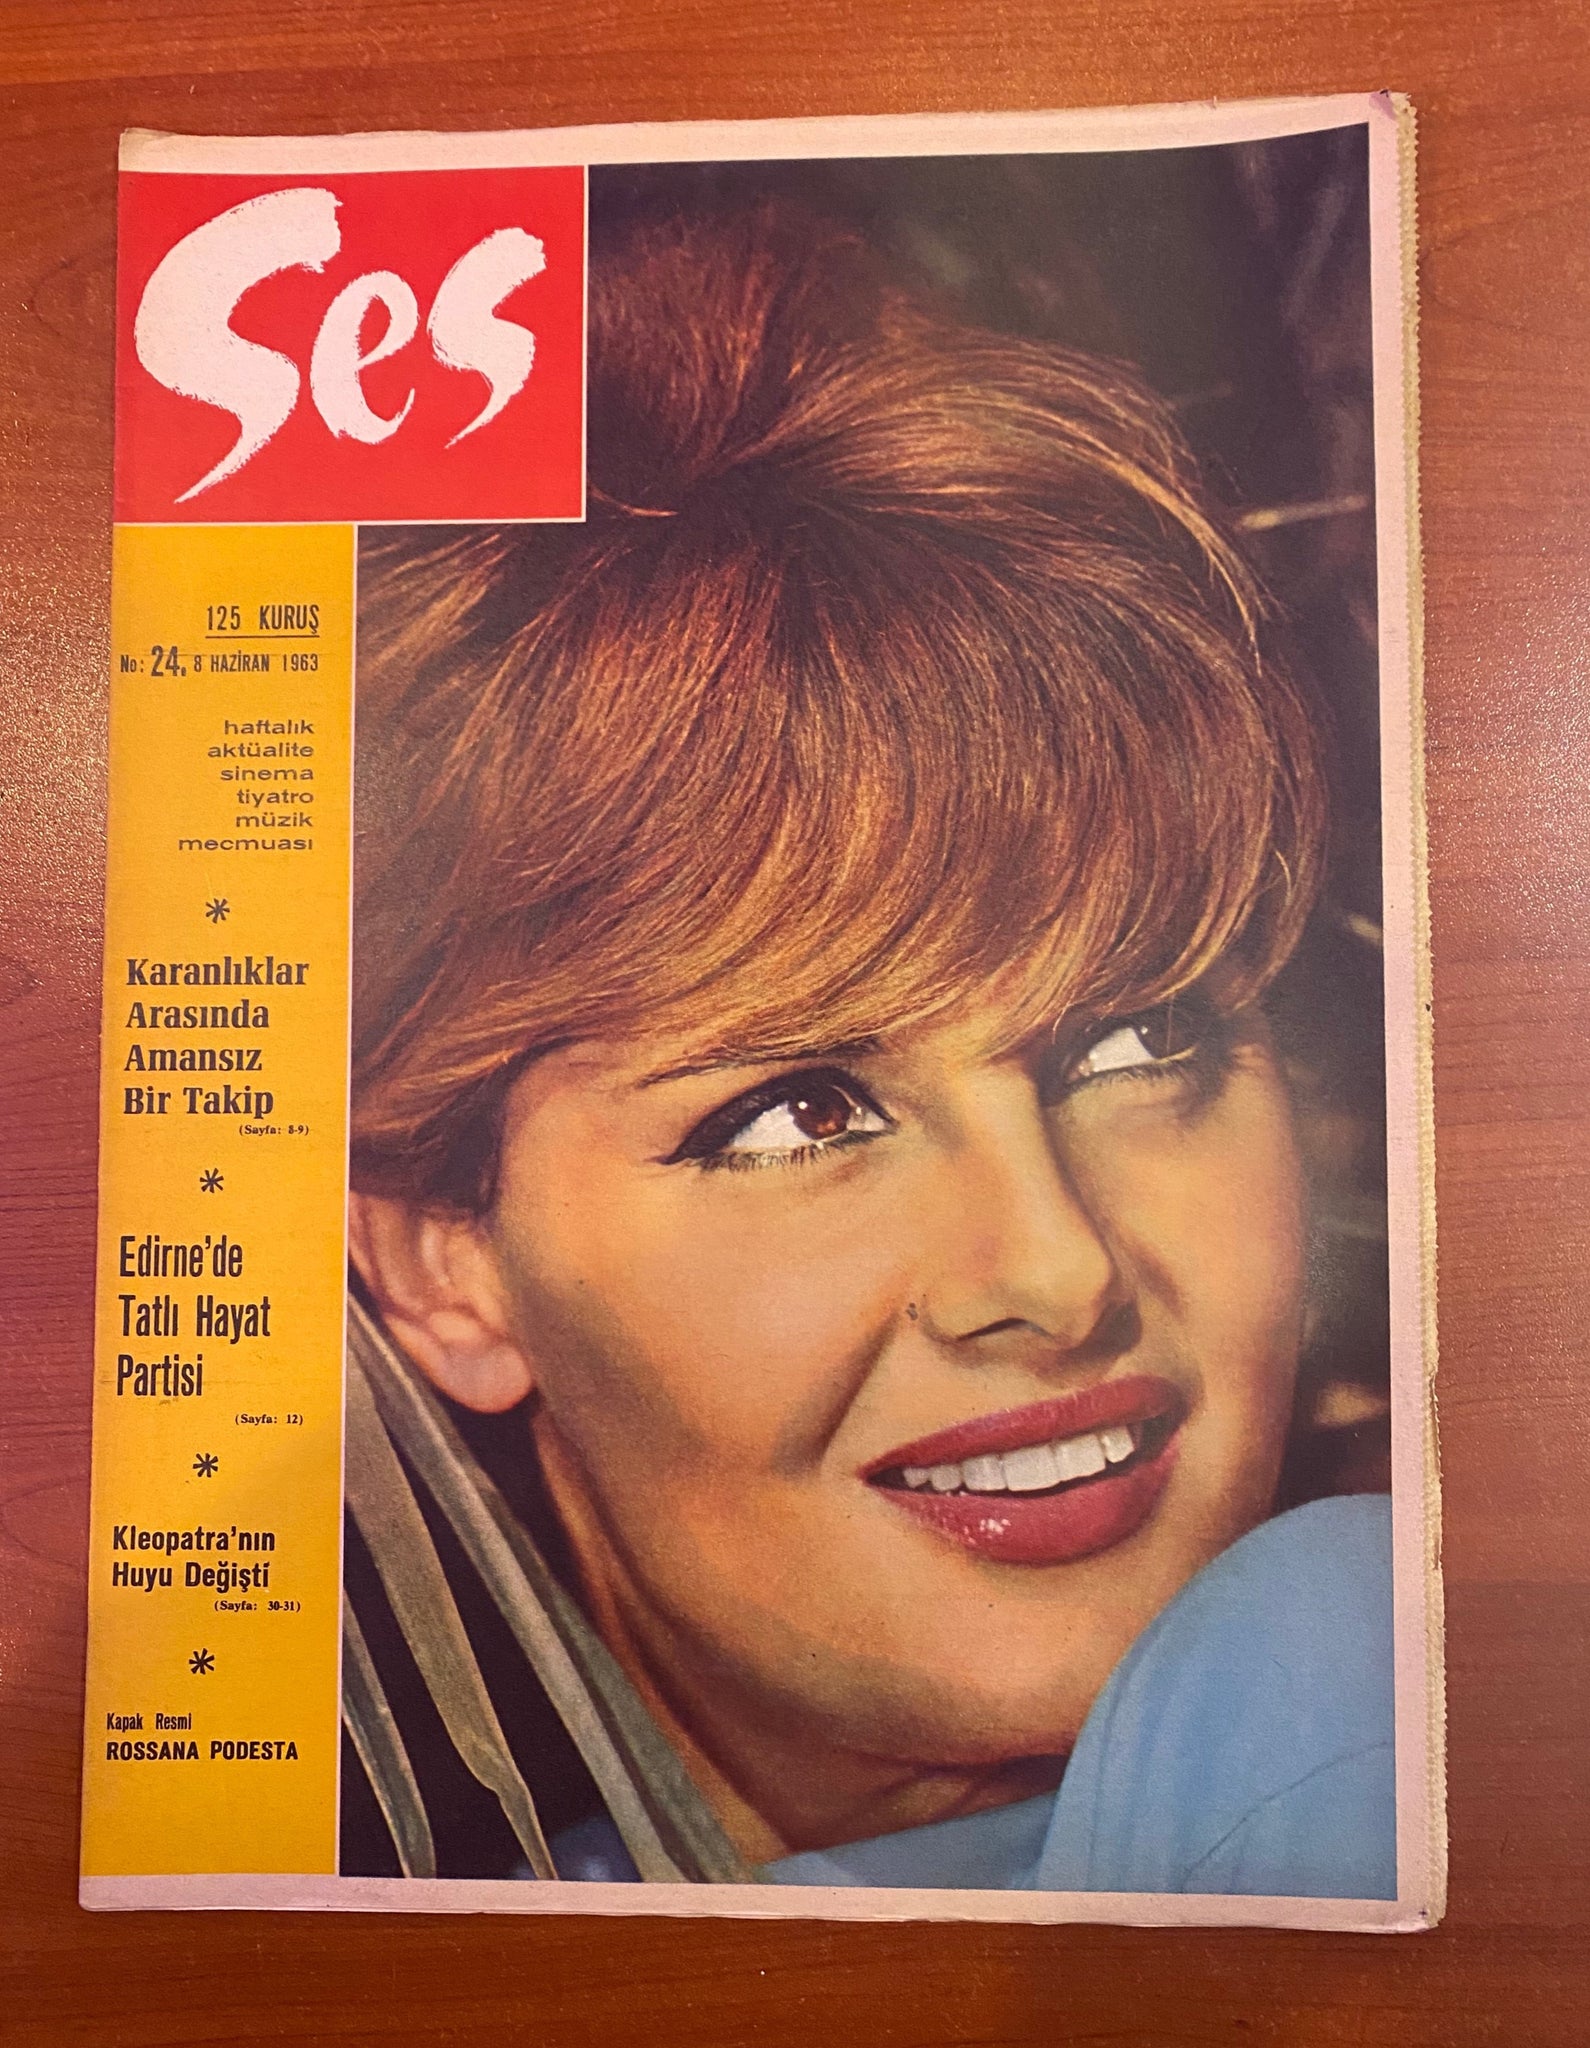 Ses
125 KURUŞ
No: 24, 8 HAZİRAN 1963
haftalık
aktüalite
sinema
tiyatro
müzik
mecmuası
*
Karanlıklar
Arasında
Amansız
Bir Takip
(Sayfa: 8-9)
*
Edirne'de
Tatlı Hayat
Partisi
(Sayfa: 12)
*
Kleopatra'nın
Huyu Değişti
(Sayfa: 30-31)
*
Kapak Resmi
ROSSANA PODESTA